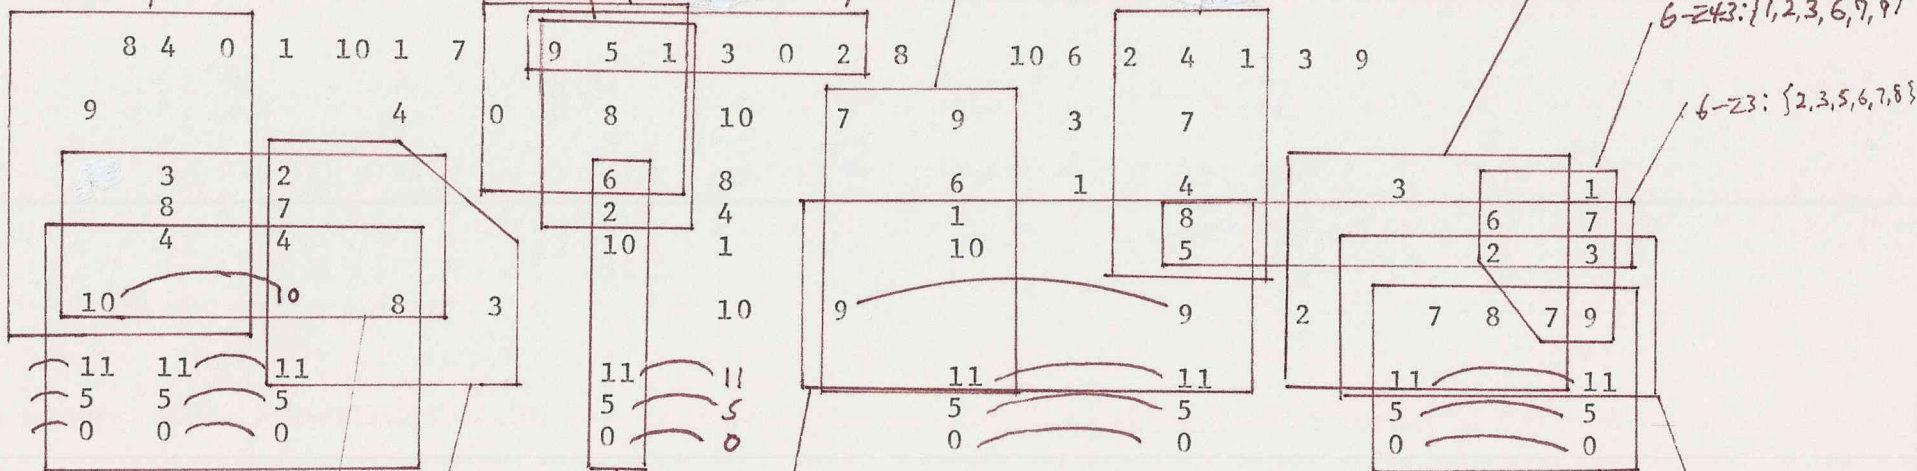 6-Z43: {1,2,3,6,7,9}
8 4 0 1 10 1 7 9 5 1 3 0 2 8 10 6 2 4 1 3 9
6-Z3: {2,3,5,6,7,8}
9 4 0 8 10 7 9 3 7
3 2 6 8 6 1 4 3 1
8 7 2 4 1 8 6 7
4 4 10 1 10 5 2 3
10 10 8 3 10 9 9 2 7 8 7 9
11 11 11 11 11 11 11 11 11
5 5 5 5 5 5 5 5 5
0 0 0 0 0 0 0 0 0